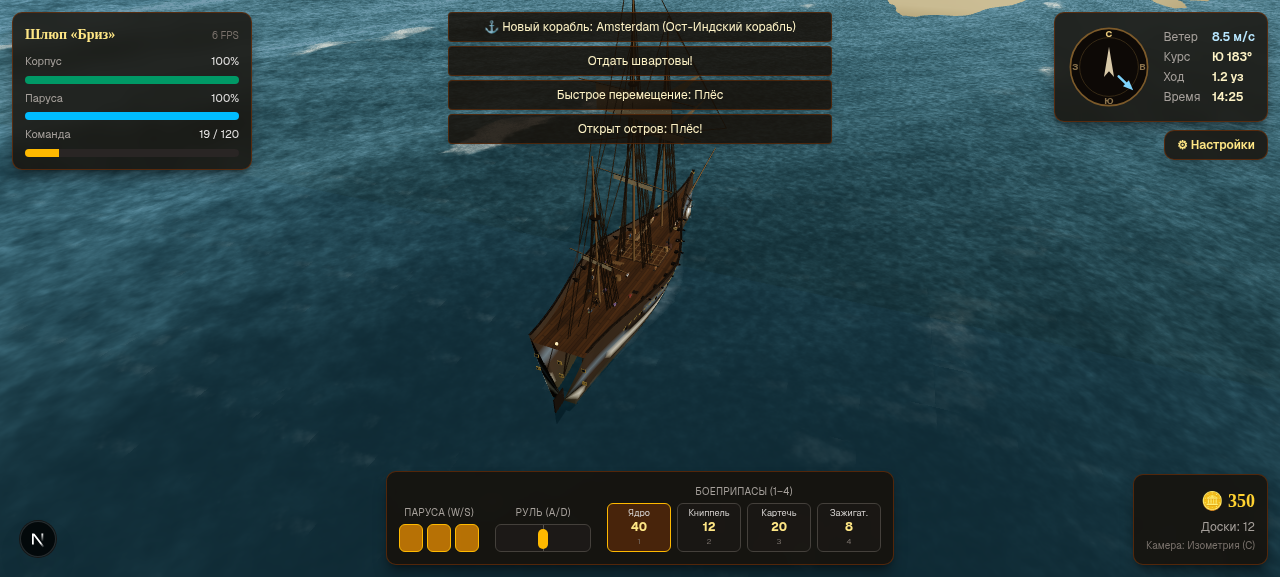 Шлюп «Бриз»
6 FPS
Корпус 100%
Паруса 100%
Команда 19 / 120
⚓ Новый корабль: Amsterdam (Ост-Индский корабль)
Отдать швартовы!
Быстрое перемещение: Плёс
Открыт остров: Плёс!
С
З
В
Ю
Ветер 8.5 м/с
Курс Ю 183°
Ход 1.2 уз
Время 14:25
⚙ Настройки
N
ПАРУСА (W/S)
РУЛЬ (A/D)
БОЕПРИПАСЫ (1–4)
Ядро 40 1
Книппель 12 2
Картечь 20 3
Зажигат. 8 4
350
Доски: 12
Камера: Изометрия (C)